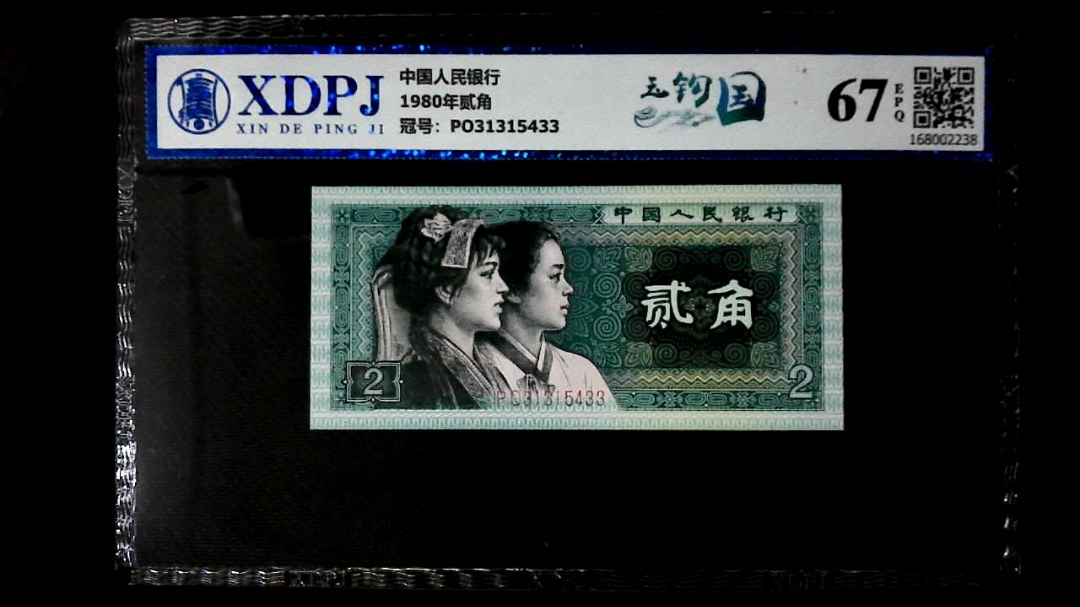 XDPJ
XIN DE PING JI
中国人民银行
1980年贰角
冠号：PO31315433
玉钩国
67
EPQ
168002238
中国人民银行
贰角
2
2
PO31315433